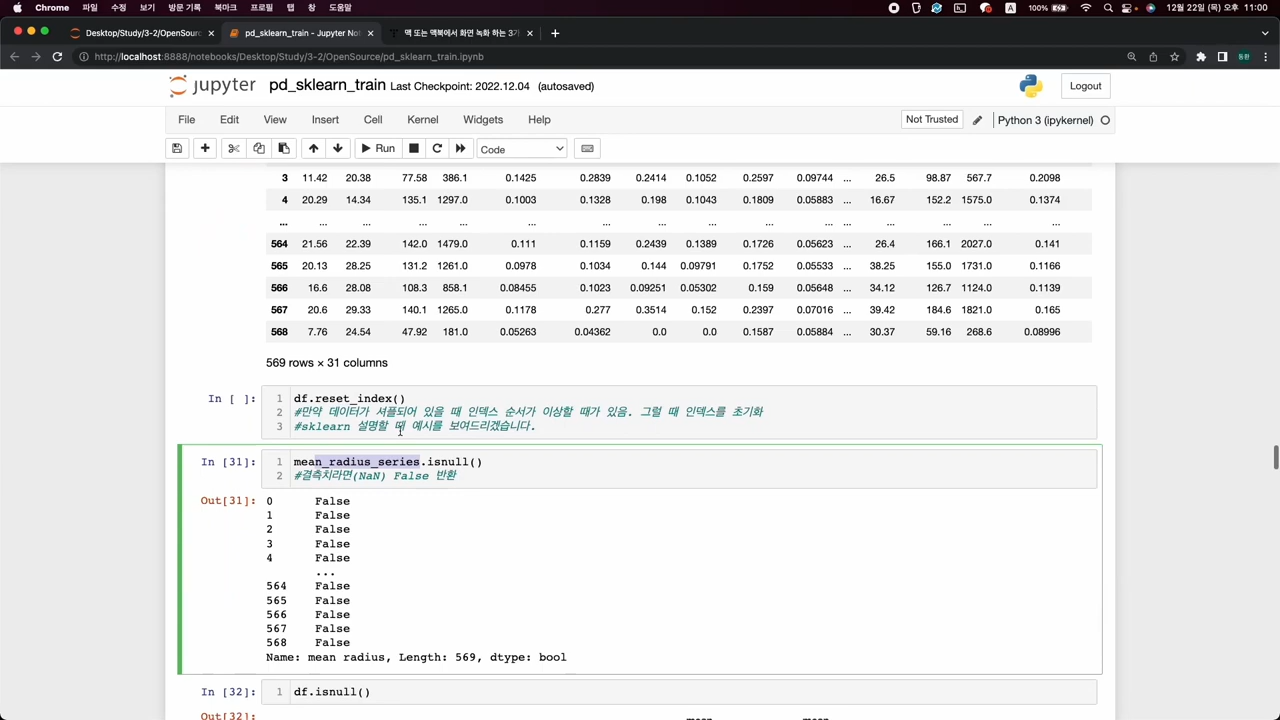 Chrome 파일 수정 보기 방문 기록 북마크 프로필 탭 창 도움말 100% 12월 22일 (목) 오후 11:00
Desktop/Study/3-2/OpenSourc pd_sklearn_train - Jupyter Not 맥 또는 맥북에서 화면 녹화 하는 3가
http://localhost:8888/notebooks/Desktop/Study/3-2/OpenSource/pd_sklearn_train.ipynb 동환
jupyter pd_sklearn_train Last Checkpoint: 2022.12.04 (autosaved) Logout
File Edit View Insert Cell Kernel Widgets Help Not Trusted Python 3 (ipykernel)
Run Code
3 11.42 20.38 77.58 386.1 0.1425 0.2839 0.2414 0.1052 0.2597 0.09744 ... 26.5 98.87 567.7 0.2098
4 20.29 14.34 135.1 1297.0 0.1003 0.1328 0.198 0.1043 0.1809 0.05883 ... 16.67 152.2 1575.0 0.1374
... ... ... ... ... ... ... ... ... ... ... ... ... ... ... ...
564 21.56 22.39 142.0 1479.0 0.111 0.1159 0.2439 0.1389 0.1726 0.05623 ... 26.4 166.1 2027.0 0.141
565 20.13 28.25 131.2 1261.0 0.0978 0.1034 0.144 0.09791 0.1752 0.05533 ... 38.25 155.0 1731.0 0.1166
566 16.6 28.08 108.3 858.1 0.08455 0.1023 0.09251 0.05302 0.159 0.05648 ... 34.12 126.7 1124.0 0.1139
567 20.6 29.33 140.1 1265.0 0.1178 0.277 0.3514 0.152 0.2397 0.07016 ... 39.42 184.6 1821.0 0.165
568 7.76 24.54 47.92 181.0 0.05263 0.04362 0.0 0.0 0.1587 0.05884 ... 30.37 59.16 268.6 0.08996
569 rows × 31 columns
In [ ]: 1 df.reset_index()
2 #만약 데이터가 셔플되어 있을 때 인덱스 순서가 이상할 때가 있음. 그럴 때 인덱스를 초기화
3 #sklearn 설명할 때 예시를 보여드리겠습니다.
In [31]: 1 mean_radius_series.isnull()
2 #결측치라면(NaN) False 반환
Out[31]: 0 False
1 False
2 False
3 False
4 False
...
564 False
565 False
566 False
567 False
568 False
Name: mean radius, Length: 569, dtype: bool
In [32]: 1 df.isnull()
Out[32]: